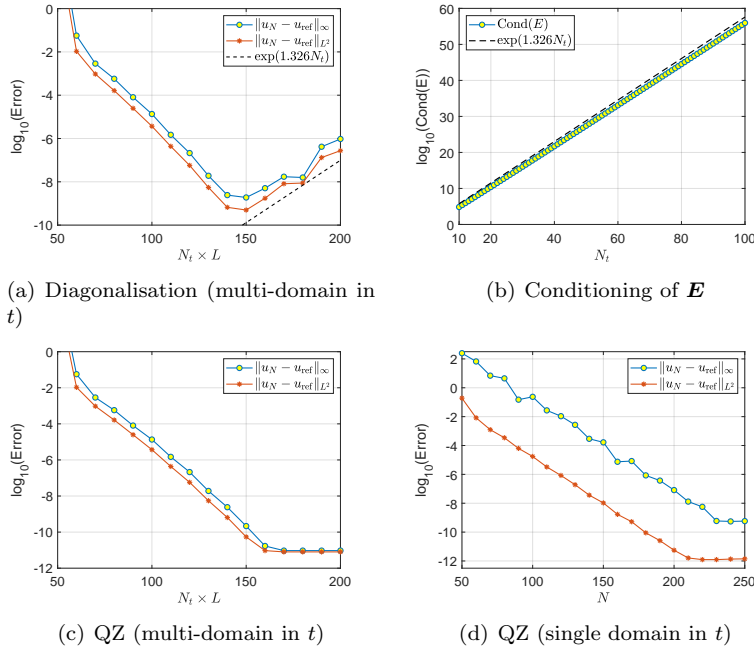 0
-2
-4
-6
-8
-10
50
100
150
200
log₁₀(Error)
N_t × L
‖u_N − u_ref‖_∞
‖u_N − u_ref‖_{L²}
exp(1.326N_t)
(a) Diagonalisation (multi-domain in
t)
60
50
40
30
20
10
0
10
20
40
60
80
100
log₁₀(Cond(E))
N_t
Cond(E)
exp(1.326N_t)
(b) Conditioning of E
0
-2
-4
-6
-8
-10
-12
50
100
150
200
log₁₀(Error)
N_t × L
‖u_N − u_ref‖_∞
‖u_N − u_ref‖_{L²}
(c) QZ (multi-domain in t)
2
0
-2
-4
-6
-8
-10
-12
50
100
150
200
250
log₁₀(Error)
N
‖u_N − u_ref‖_∞
‖u_N − u_ref‖_{L²}
(d) QZ (single domain in t)